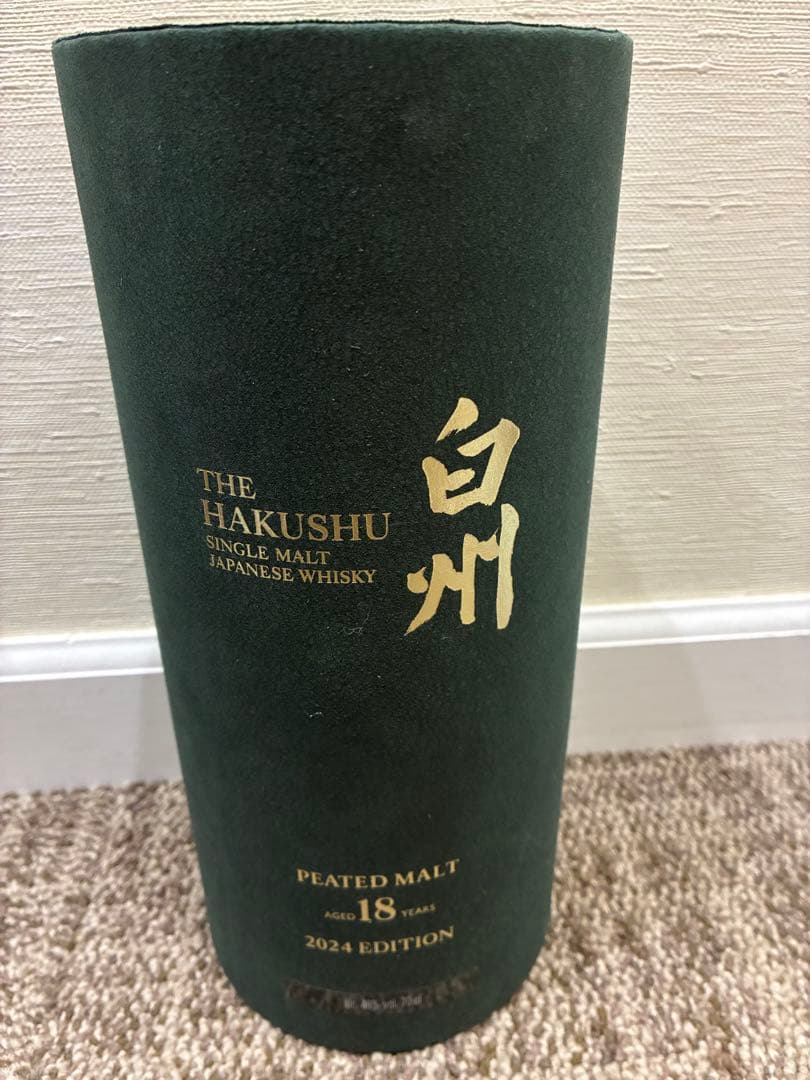 THE
HAKUSHU
SINGLE MALT
JAPANESE WHISKY
白州
PEATED MALT
AGED 18 YEARS
2024 EDITION